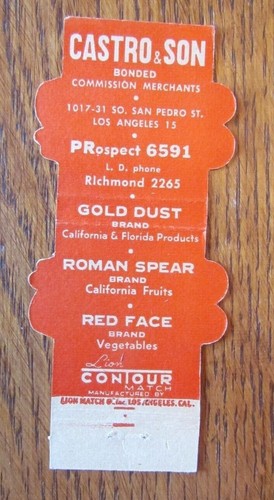 CASTRO & SON
BONDED
COMMISSION MERCHANTS
1017-31 SO. SAN PEDRO ST.
LOS ANGELES 15
PRospect 6591
L. D. phone
RIchmond 2265
GOLD DUST
BRAND
California & Florida Products
ROMAN SPEAR
BRAND
California Fruits
RED FACE
BRAND
Vegetables
Lion
CONTOUR
MATCH
MANUFACTURED BY
LION MATCH Co. Inc. LOS ANGELES. CAL.